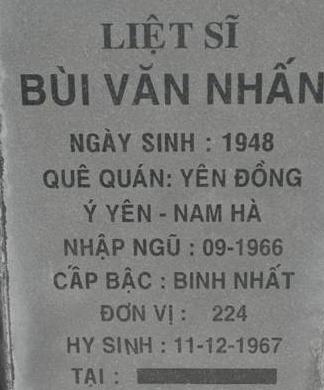 LIỆT SĨ
BÙI VĂN NHẤN
NGÀY SINH : 1948
QUÊ QUÁN: YÊN ĐỒNG
Ý YÊN - NAM HÀ
NHẬP NGŨ : 09-1966
CẤP BẬC : BINH NHẤT
ĐƠN VỊ : 224
HY SINH : 11-12-1967
TẠI :